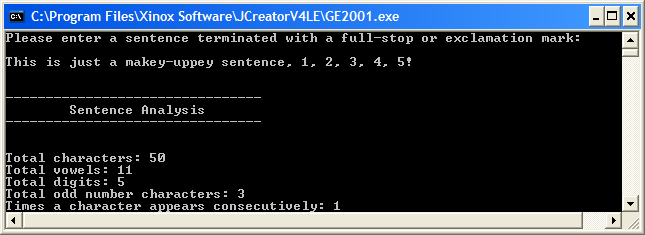 C:\Program Files\Xinox Software\JCreatorV4LE\GE2001.exe
Please enter a sentence terminated with a full-stop or exclamation mark:
This is just a makey-uppey sentence, 1, 2, 3, 4, 5!
--------------------------------
Sentence Analysis
--------------------------------
Total characters: 50
Total vowels: 11
Total digits: 5
Total odd number characters: 3
Times a character appears consecutively: 1